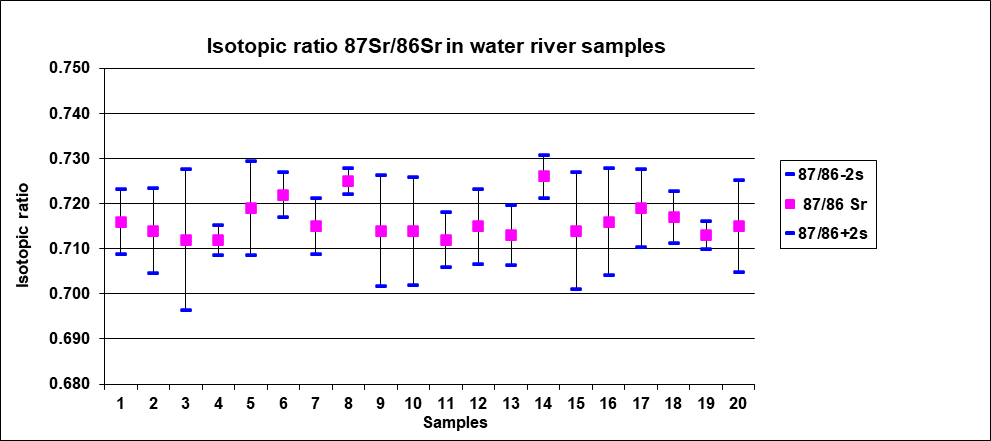 Isotopic ratio 87Sr/86Sr in water river samples
0.750
0.740
0.730
0.720
0.710
0.700
0.690
0.680
Isotopic ratio
1 2 3 4 5 6 7 8 9 10 11 12 13 14 15 16 17 18 19 20
Samples
87/86-2s
87/86 Sr
87/86+2s